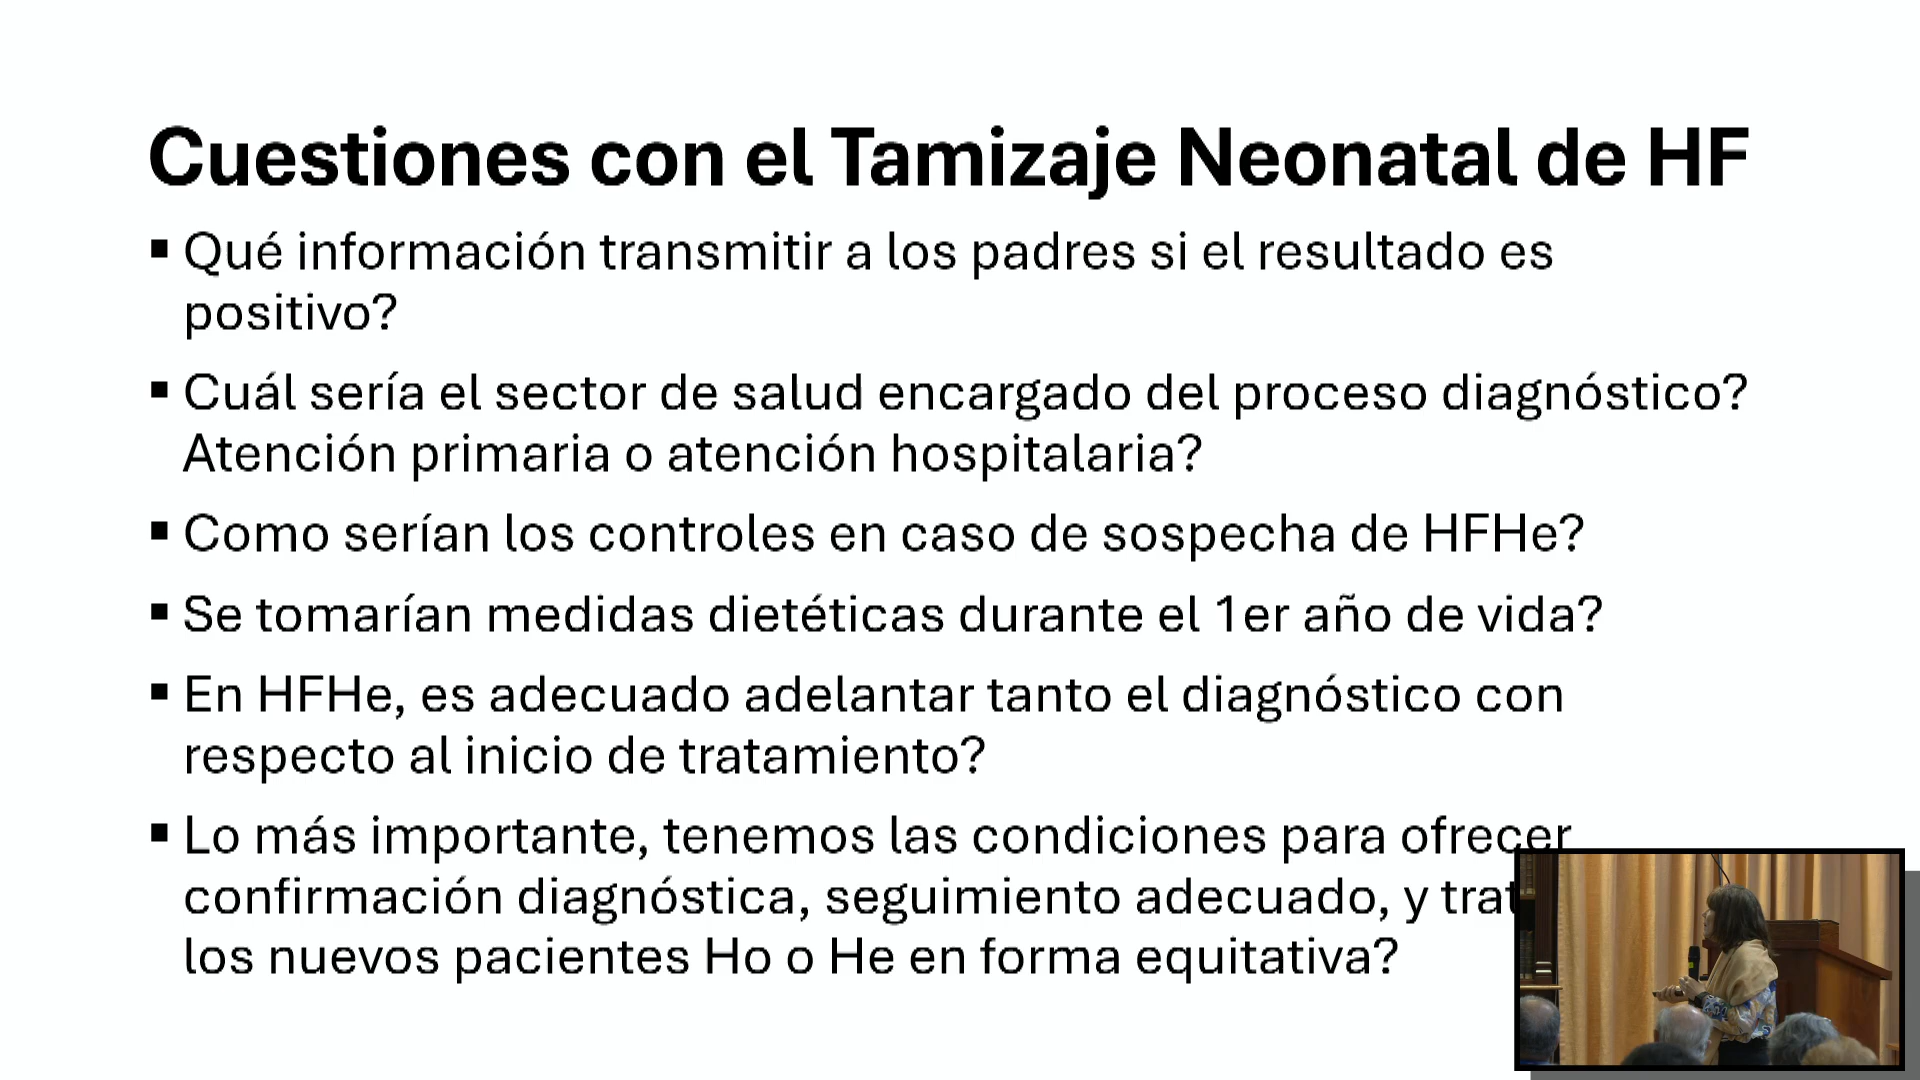 Cuestiones con el Tamizaje Neonatal de HF
▪ Qué información transmitir a los padres si el resultado es
positivo?
▪ Cuál sería el sector de salud encargado del proceso diagnóstico?
Atención primaria o atención hospitalaria?
▪ Como serían los controles en caso de sospecha de HFHe?
▪ Se tomarían medidas dietéticas durante el 1er año de vida?
▪ En HFHe, es adecuado adelantar tanto el diagnóstico con
respecto al inicio de tratamiento?
▪ Lo más importante, tenemos las condiciones para ofrecer
confirmación diagnóstica, seguimiento adecuado, y
los nuevos pacientes Ho o He en forma equitativa?